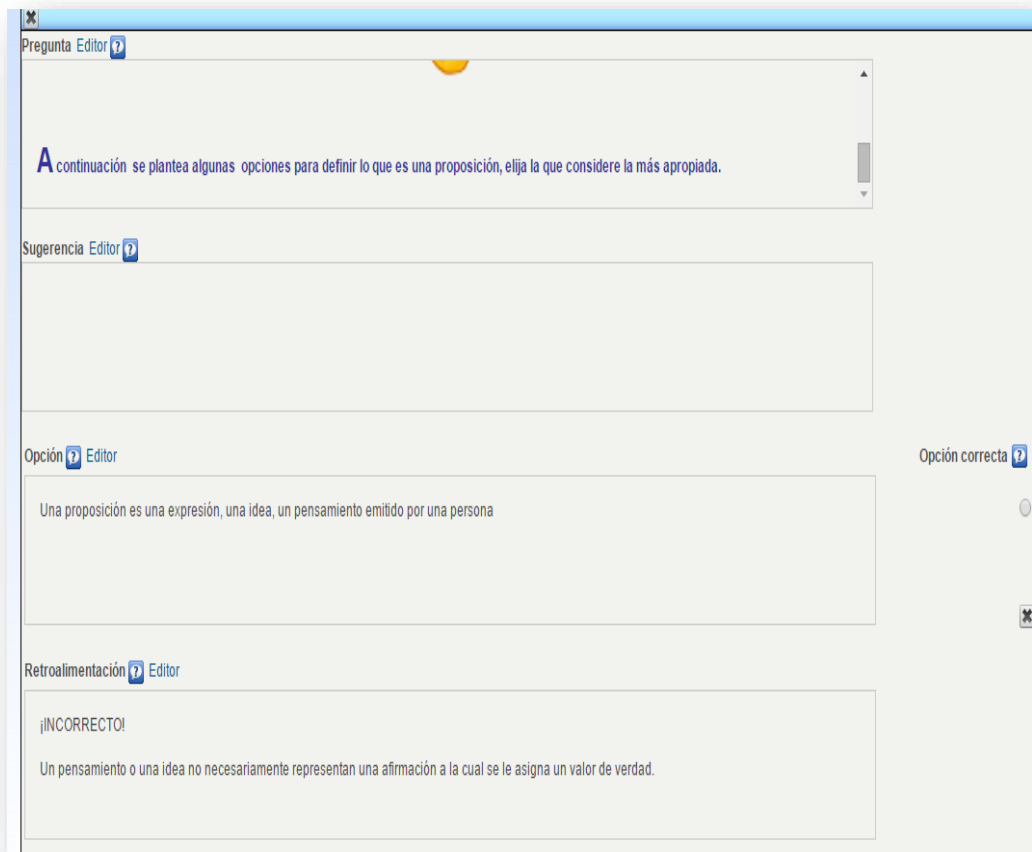 Pregunta Editor ?
A continuación se plantea algunas opciones para definir lo que es una proposición, elija la que considere la más apropiada.
Sugerencia Editor ?
Opción ? Editor
Opción correcta ?
Una proposición es una expresión, una idea, un pensamiento emitido por una persona
Retroalimentación ? Editor
¡INCORRECTO!
Un pensamiento o una idea no necesariamente representan una afirmación a la cual se le asigna un valor de verdad.